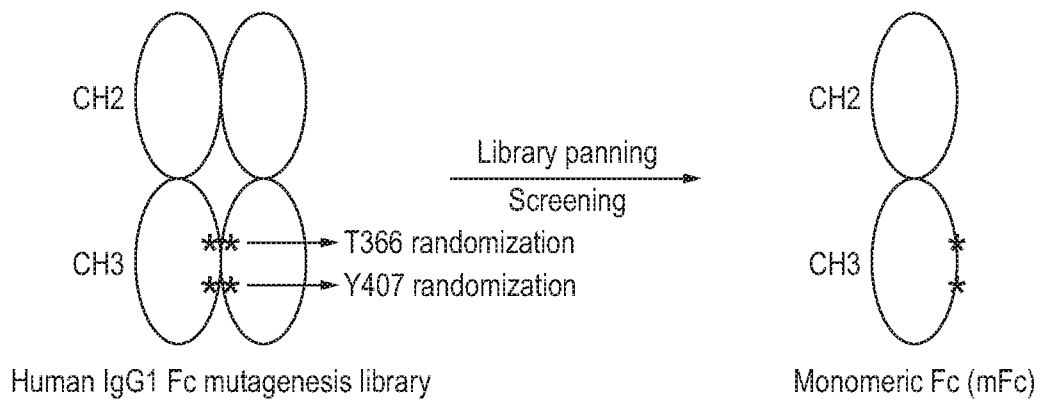 CH2
CH2
Library panning
Screening
** T366 randomization
CH3
CH3
** Y407 randomization
*
*
Human IgG1 Fc mutagenesis library
Monomeric Fc (mFc)